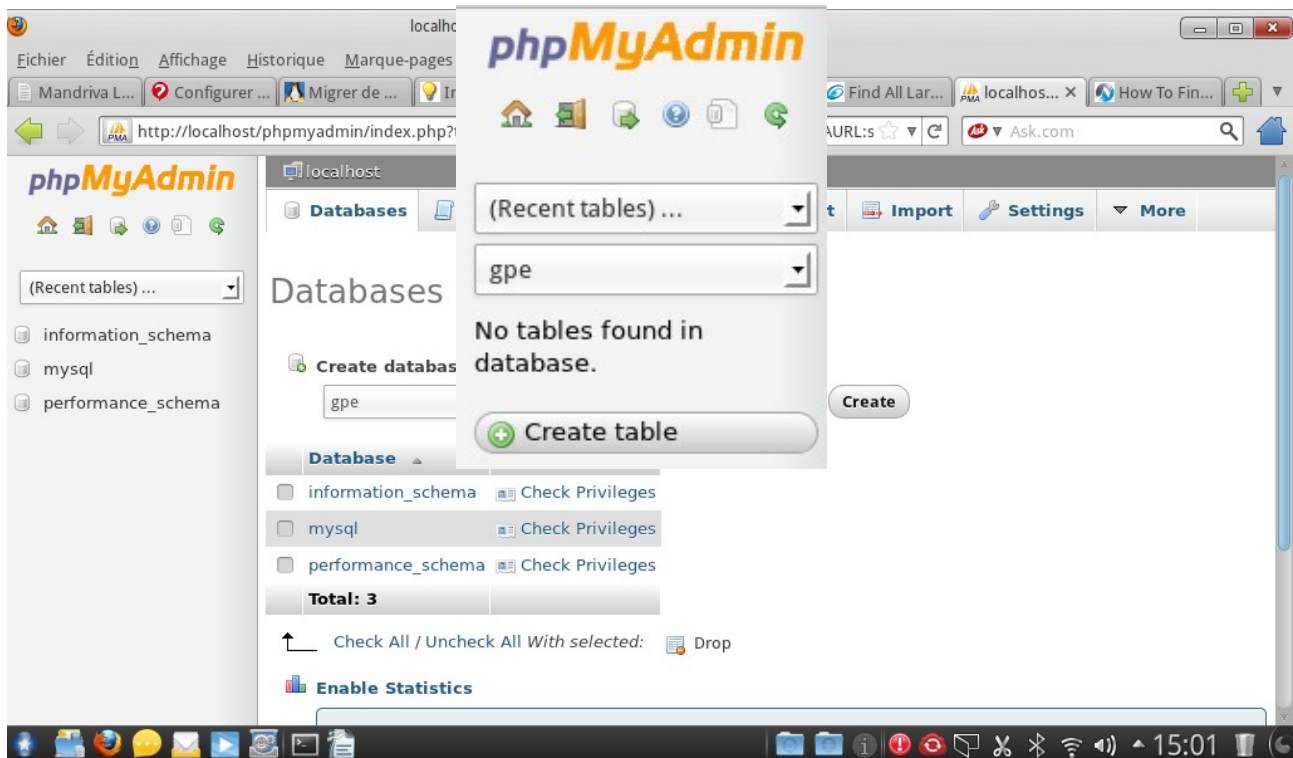 localho
Fichier Édition Affichage Historique Marque-pages
Mandriva L... Configurer ... Migrer de ... Find All Lar... localhos... How To Fin...
http://localhost/phpmyadmin/index.php? AURL:s Ask.com
phpMyAdmin
(Recent tables) ...
information_schema
mysql
performance_schema
localhost
Databases t Import Settings More
Databases
Create databas
gpe
Create
Database
information_schema Check Privileges
mysql Check Privileges
performance_schema Check Privileges
Total: 3
Check All / Uncheck All With selected: Drop
Enable Statistics
phpMyAdmin
(Recent tables) ...
gpe
No tables found in
database.
Create table
15:01